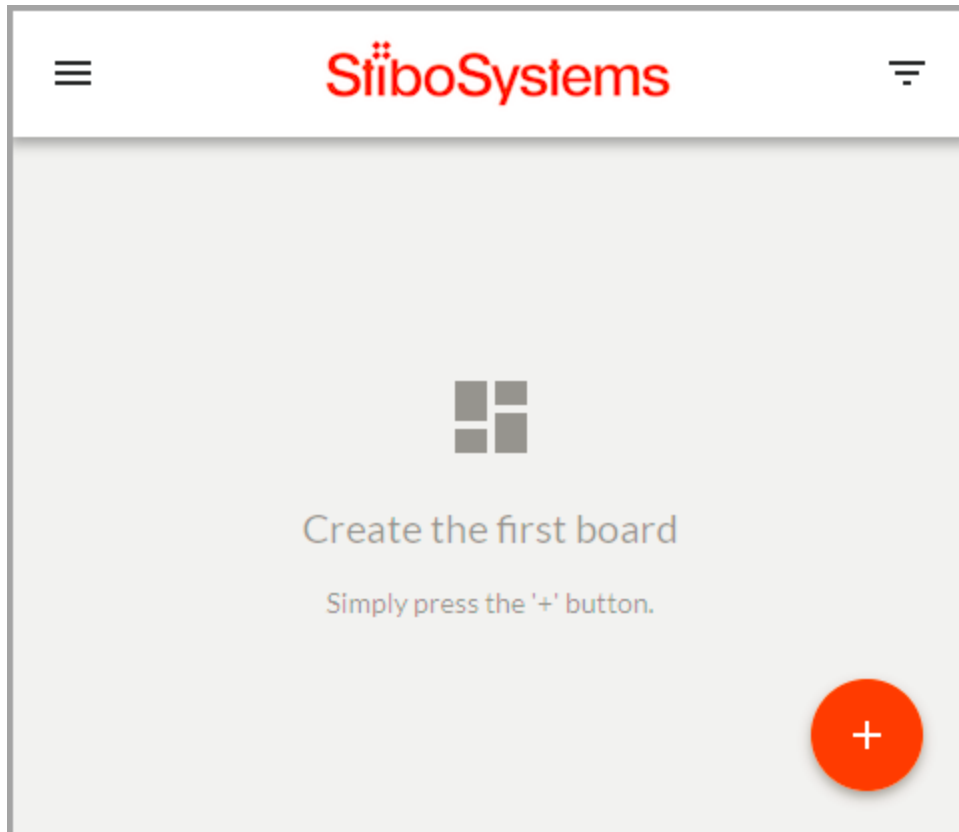 StiboSystems
Create the first board
Simply press the '+' button.
+